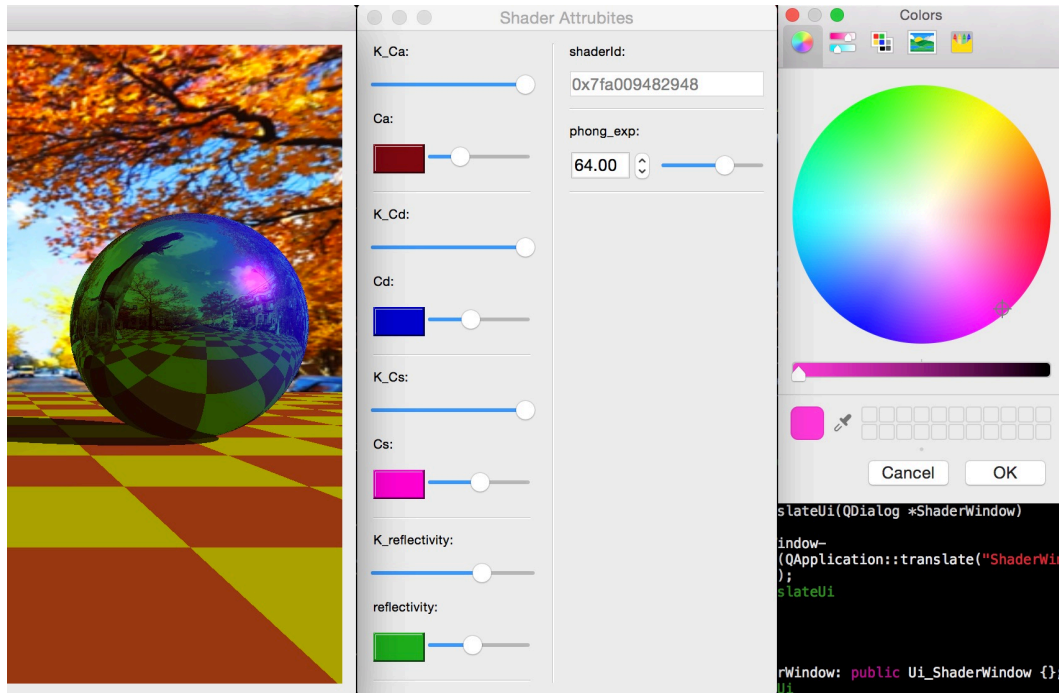 Shader Attrubites
K_Ca:
Ca:
K_Cd:
Cd:
K_Cs:
Cs:
K_reflectivity:
reflectivity:
shaderId:
0x7fa009482948
phong_exp:
64.00
Colors
Cancel
OK
slateUi(QDialog *ShaderWindow)
indow-
(QApplication::translate("ShaderWi
);
slateUi
rWindow: public Ui_ShaderWindow {}
Ui